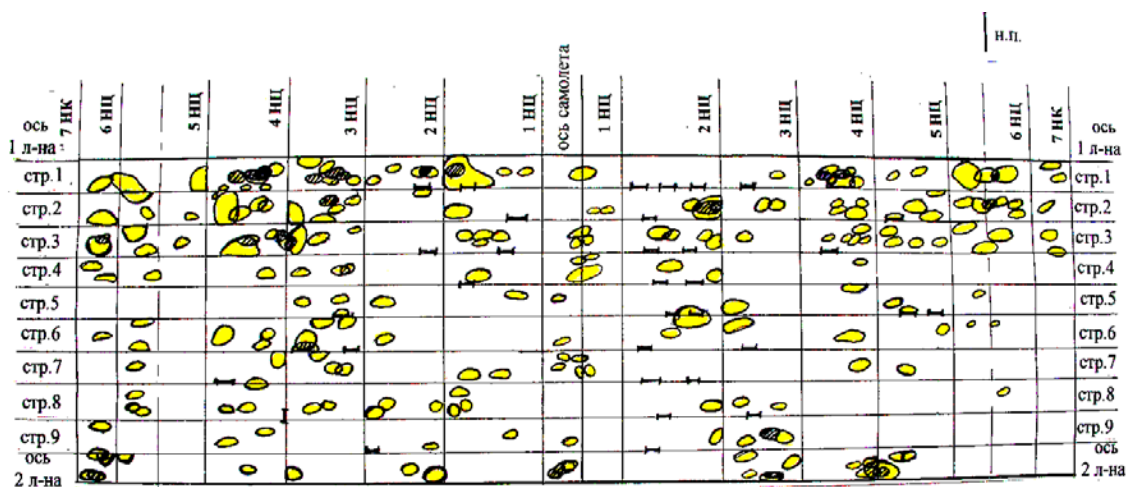 н.п.
ось
1 л-на
7 НК
6 НЦ
5 НЦ
4 НЦ
3 НЦ
2 НЦ
1 НЦ
ось самолета
1 НЦ
2 НЦ
3 НЦ
4 НЦ
5 НЦ
6 НЦ
7 НК
ось
1 л-на
стр.1
стр.1
стр.2
стр.2
стр.3
стр.3
стр.4
стр.4
стр.5
стр.5
стр.6
стр.6
стр.7
стр.7
стр.8
стр.8
стр.9
стр.9
ось
2 л-на
ось
2 л-на